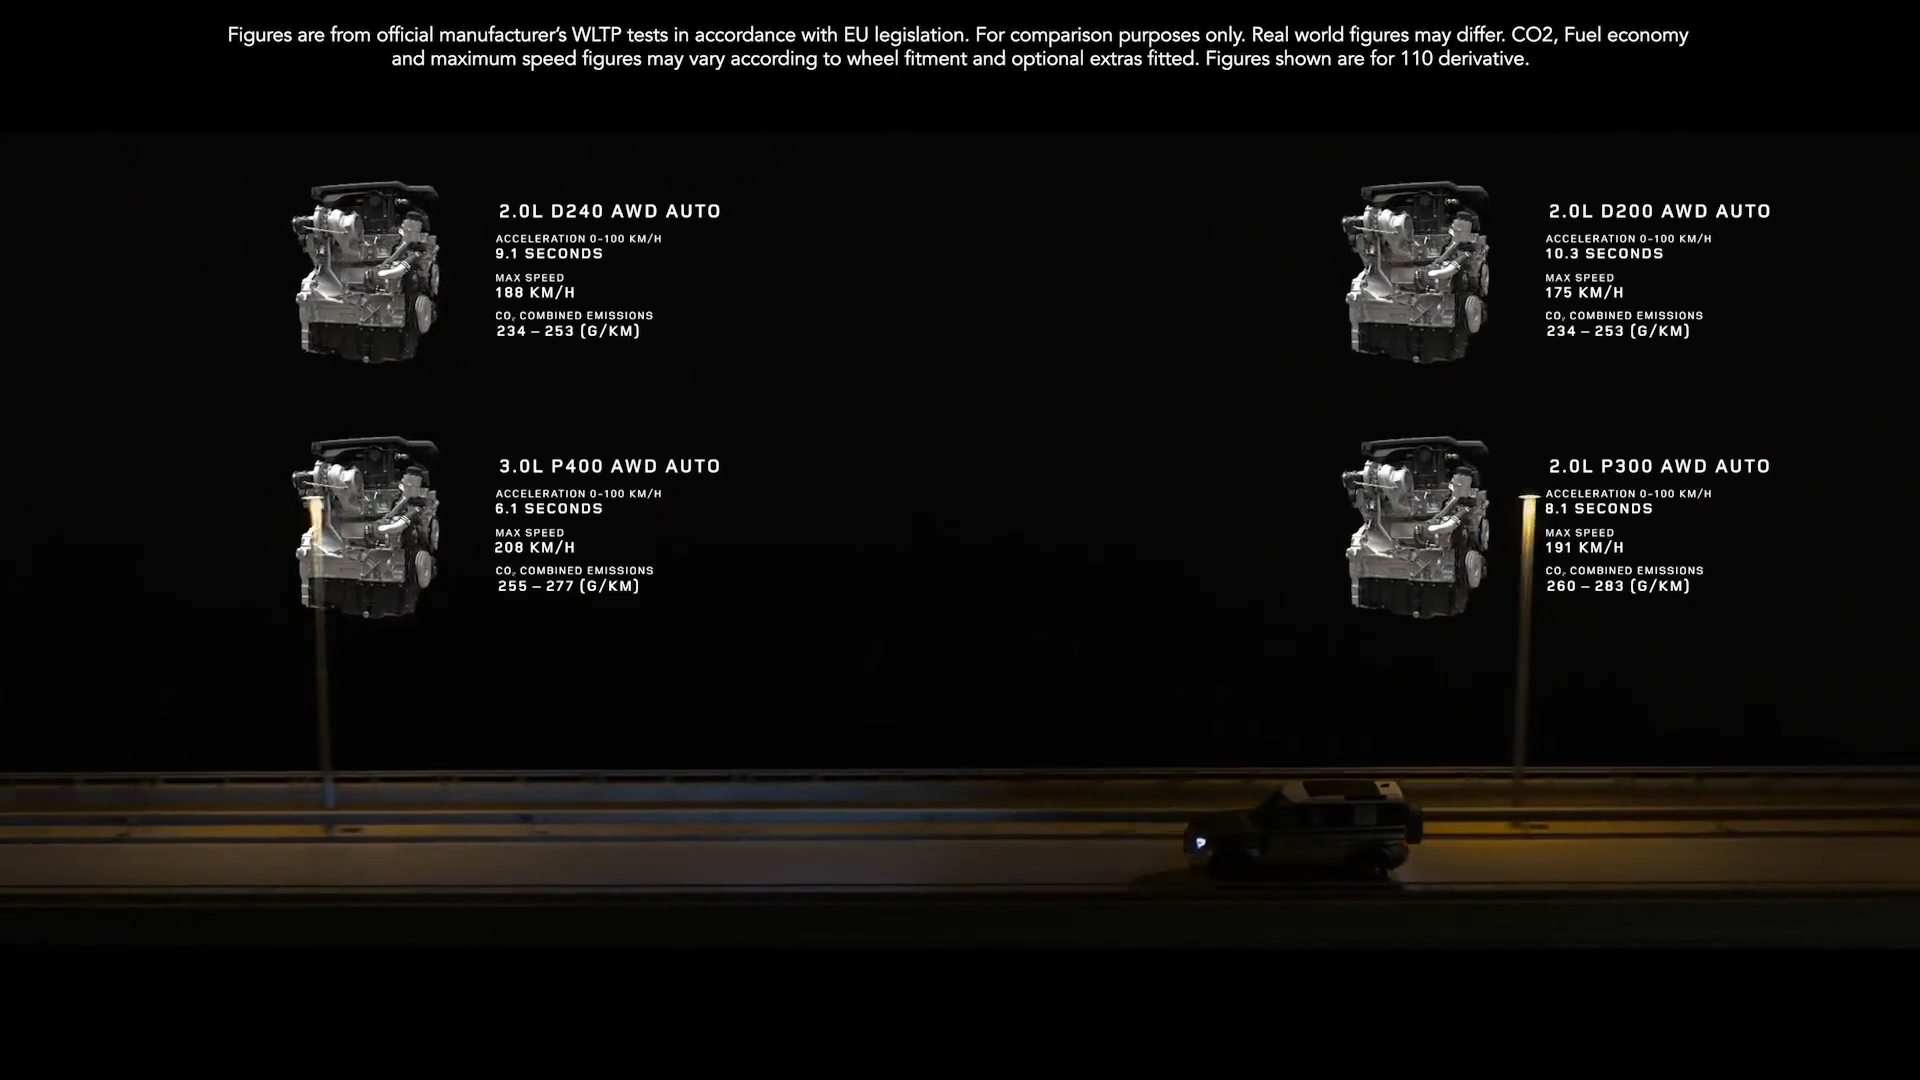 Figures are from official manufacturer's WLTP tests in accordance with EU legislation. For comparison purposes only. Real world figures may differ. CO2, Fuel economy
and maximum speed figures may vary according to wheel fitment and optional extras fitted. Figures shown are for 110 derivative.
2.0L D240 AWD AUTO
ACCELERATION 0-100 KM/H
9.1 SECONDS
MAX SPEED
188 KM/H
CO₂ COMBINED EMISSIONS
234 – 253 (G/KM)
2.0L D200 AWD AUTO
ACCELERATION 0-100 KM/H
10.3 SECONDS
MAX SPEED
175 KM/H
CO₂ COMBINED EMISSIONS
234 – 253 (G/KM)
3.0L P400 AWD AUTO
ACCELERATION 0-100 KM/H
6.1 SECONDS
MAX SPEED
208 KM/H
CO₂ COMBINED EMISSIONS
255 – 277 (G/KM)
2.0L P300 AWD AUTO
ACCELERATION 0-100 KM/H
8.1 SECONDS
MAX SPEED
191 KM/H
CO₂ COMBINED EMISSIONS
260 – 283 (G/KM)